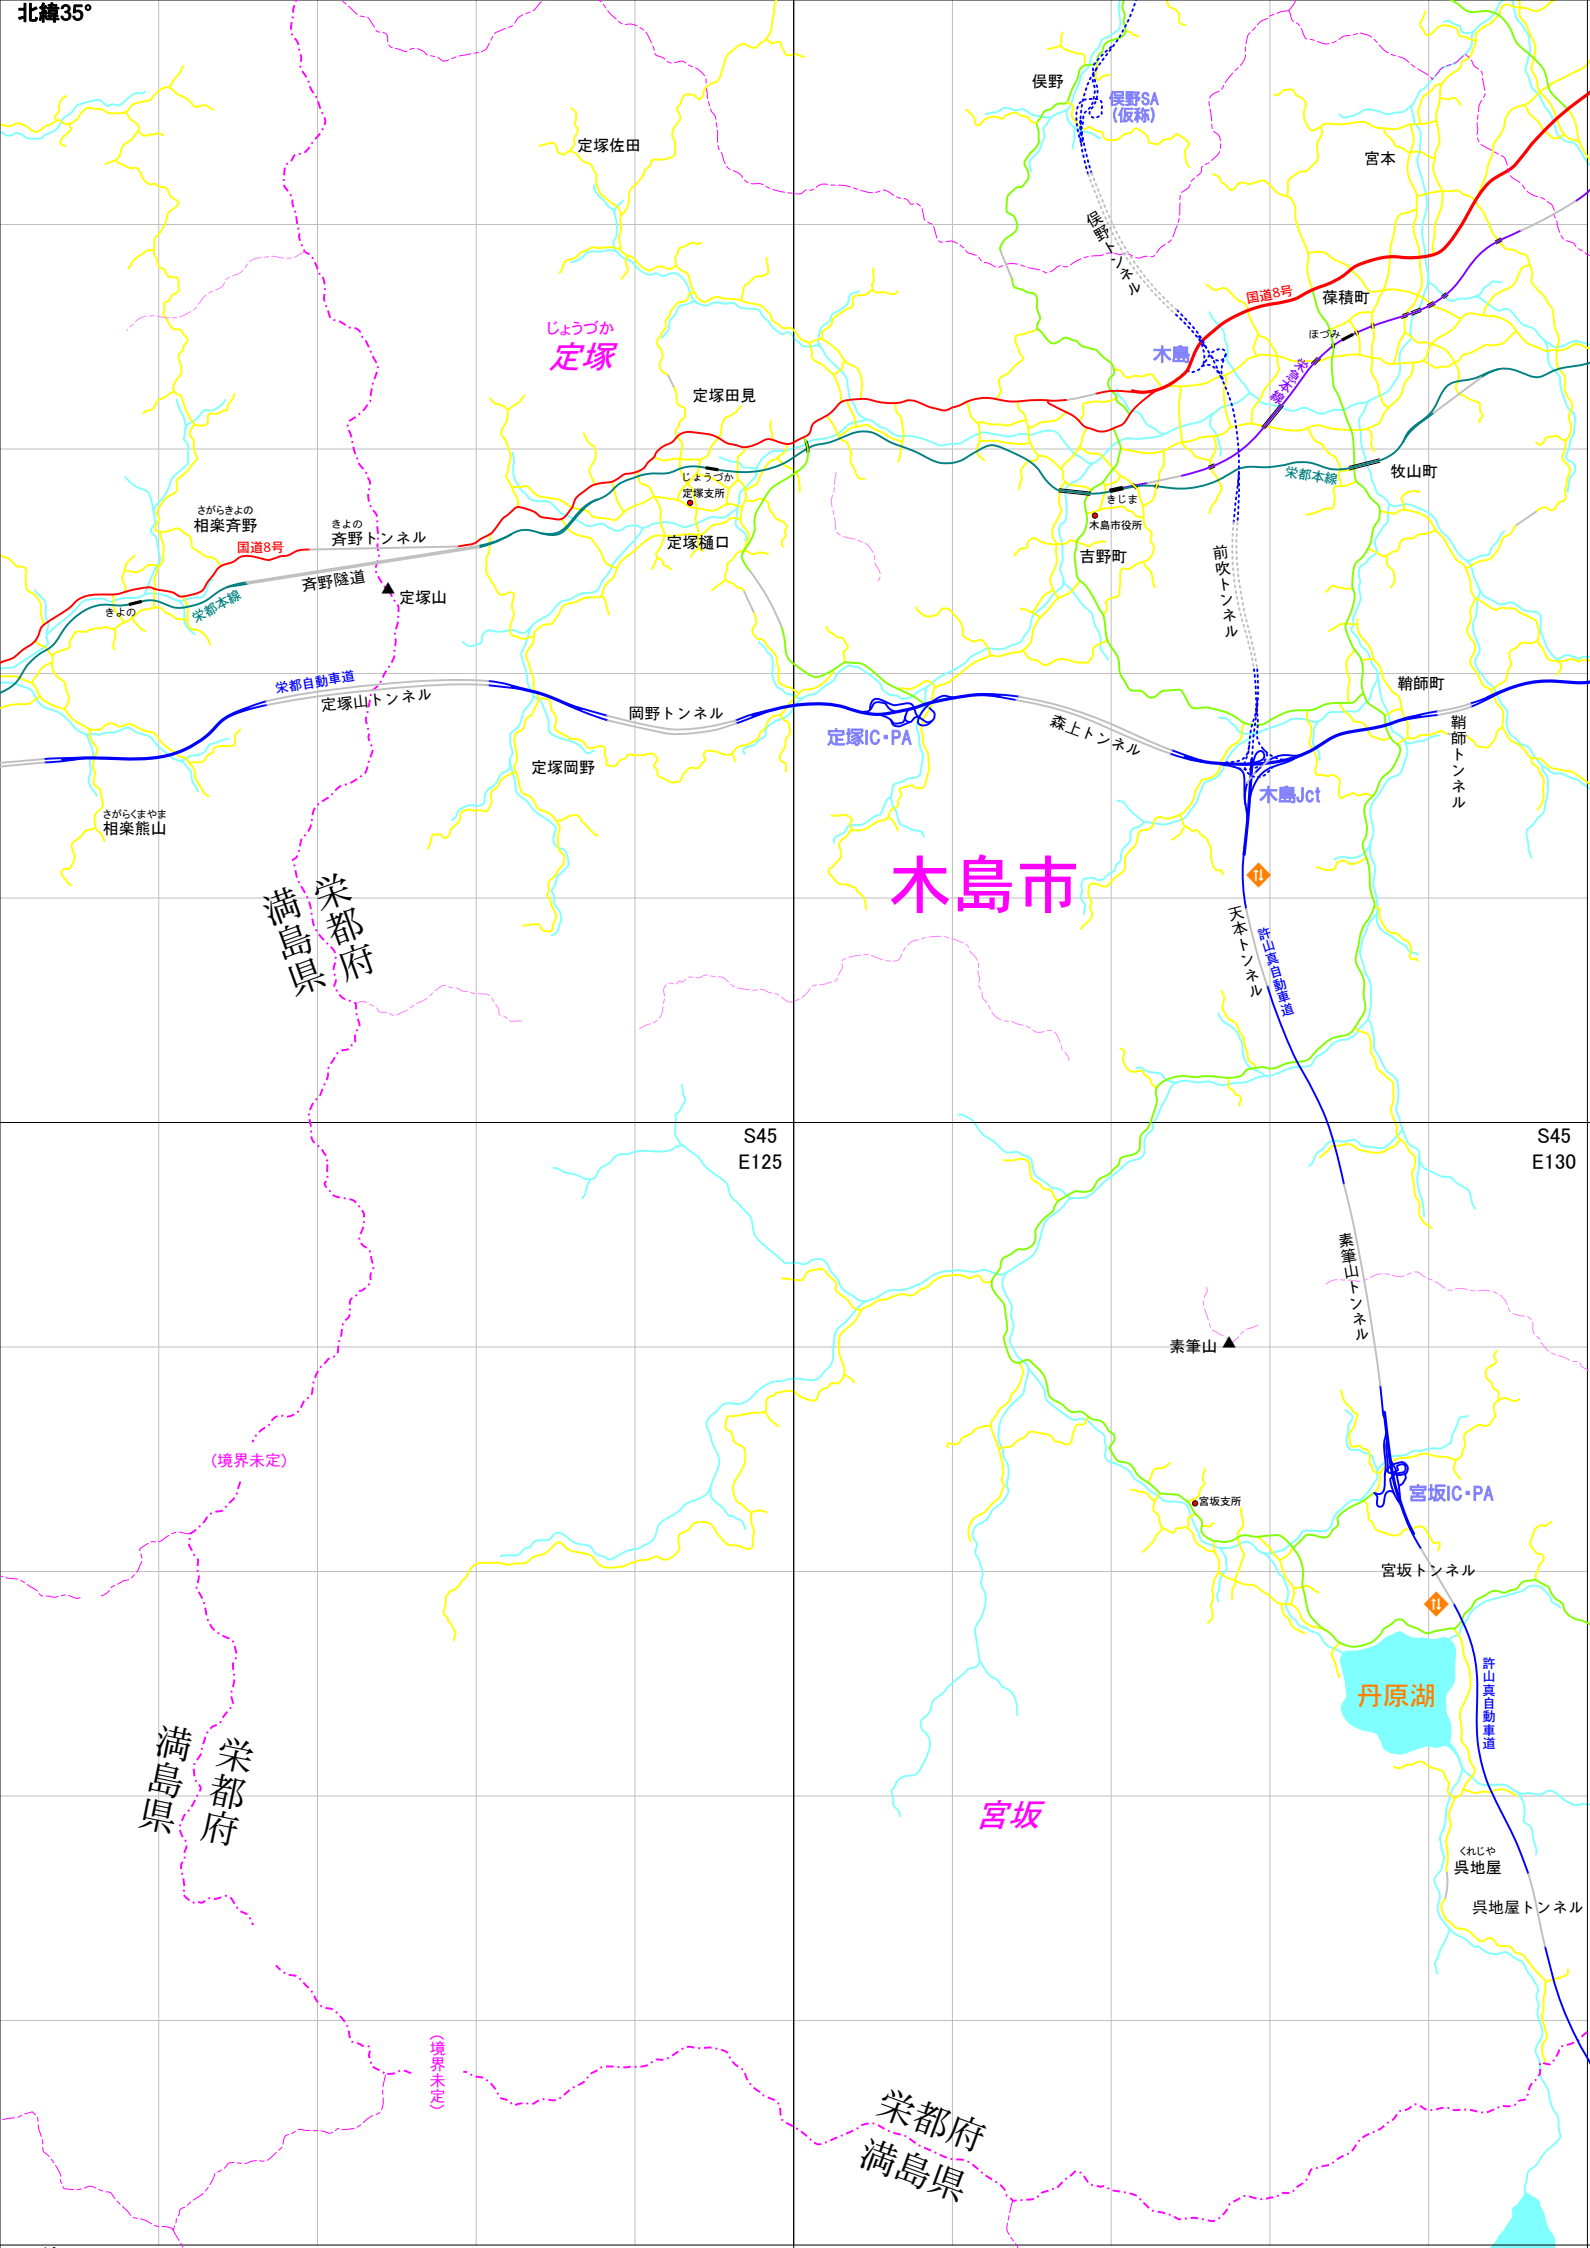 北緯35°
俣野
俣野SA
(仮称)
定塚佐田
宮本
俣野トンネル
国道8号
葆積町
ほづみ
じょうづか
定塚
木島
栄急本線
定塚田見
じょうづか
定塚支所
栄都本線
牧山町
きじま
木島市役所
さがらきよの
相楽斉野
きよの
斉野トンネル
国道8号
定塚樋口
吉野町
前吹トンネル
斉野隧道
定塚山
きよの
栄都本線
栄都自動車道
定塚山トンネル
岡野トンネル
定塚IC・PA
森上トンネル
鞘師町
鞘師トンネル
定塚岡野
木島Jct
さがらくまやま
相楽熊山
木島市
栄都府
満島県
天本トンネル
許山真自動車道
S45
E125
S45
E130
素筆山トンネル
素筆山
(境界未定)
宮坂支所
宮坂IC・PA
宮坂トンネル
丹原湖
許山真自動車道
栄都府
満島県
宮坂
くれじや
呉地屋
呉地屋トンネル
(境界未定)
栄都府
満島県